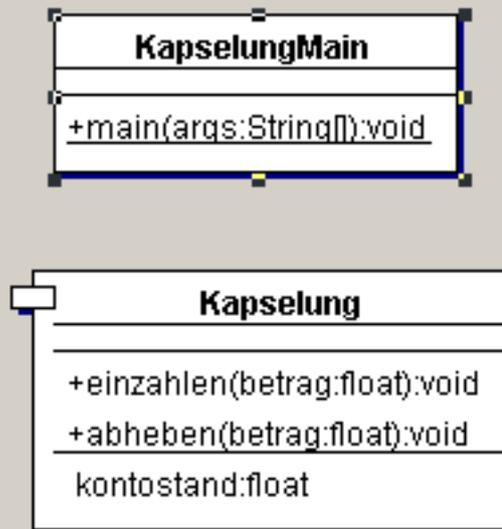 KapselungMain
+main(args:String[]):void
Kapselung
+einzahlen(betrag:float):void
+abheben(betrag:float):void
kontostand:float